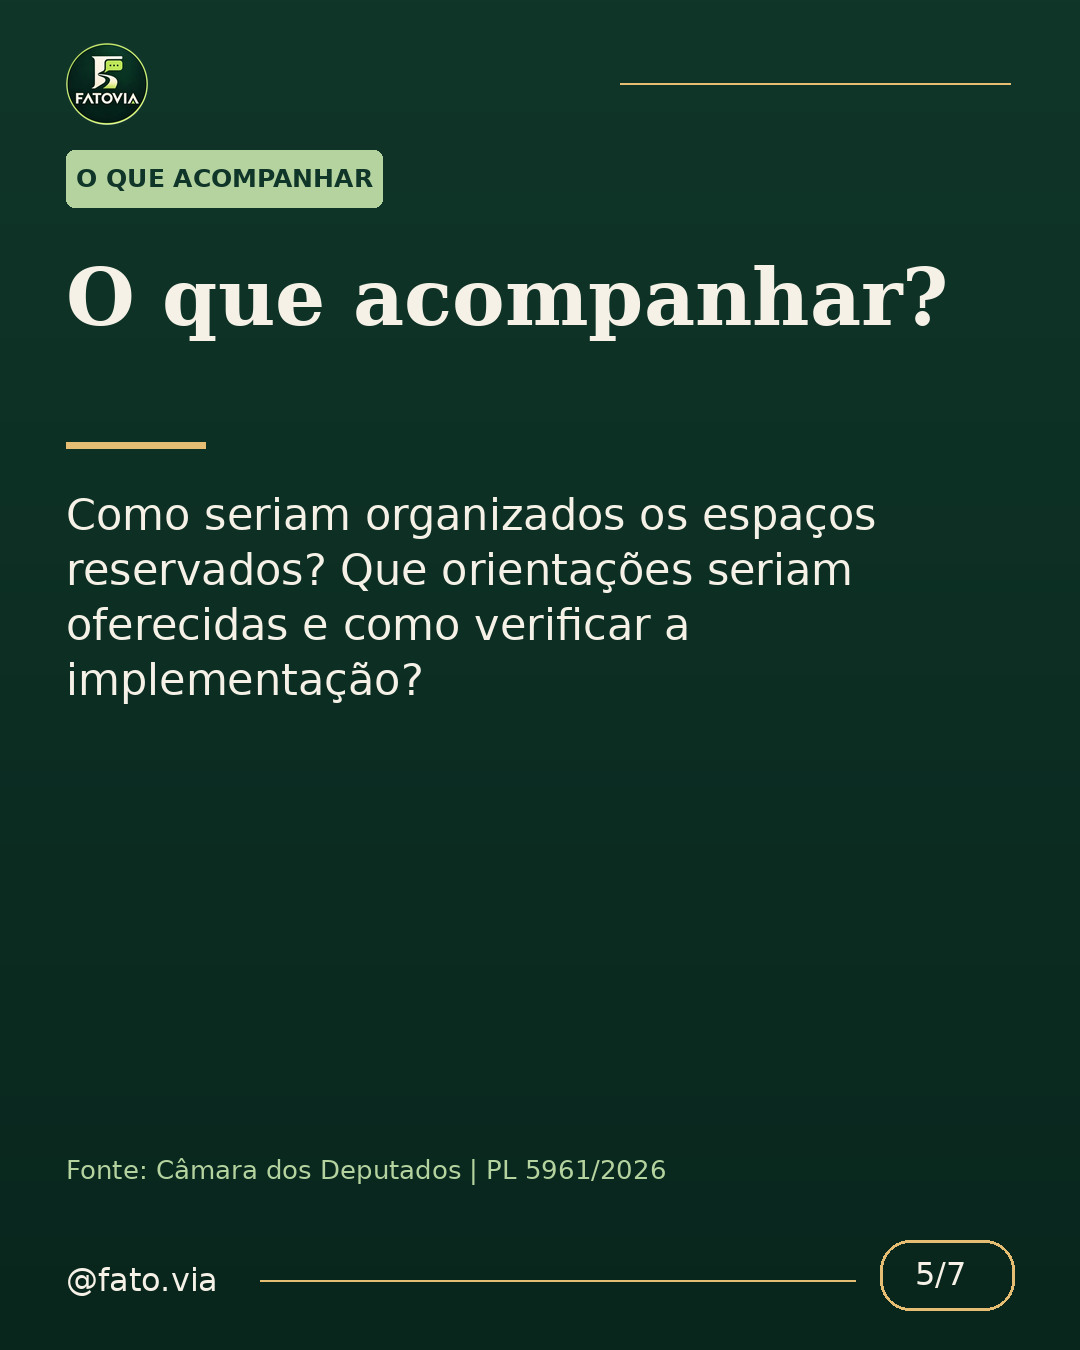 FATOVIA
O QUE ACOMPANHAR
O que acompanhar?
Como seriam organizados os espaços
reservados? Que orientações seriam
oferecidas e como verificar a
implementação?
Fonte: Câmara dos Deputados | PL 5961/2026
@fato.via
5/7